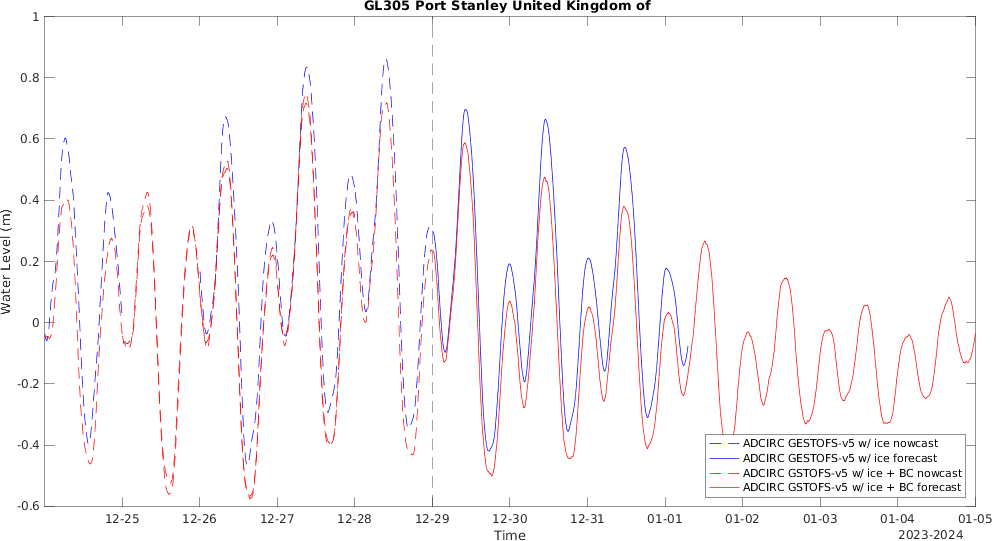 GL305 Port Stanley United Kingdom of
1
0.8
0.6
0.4
0.2
0
-0.2
-0.4
-0.6
Water Level (m)
12-25 12-26 12-27 12-28 12-29 12-30 12-31 01-01 01-02 01-03 01-04 01-05
Time
2023-2024
ADCIRC GESTOFS-v5 w/ ice nowcast
ADCIRC GESTOFS-v5 w/ ice forecast
ADCIRC GSTOFS-v5 w/ ice + BC nowcast
ADCIRC GSTOFS-v5 w/ ice + BC forecast